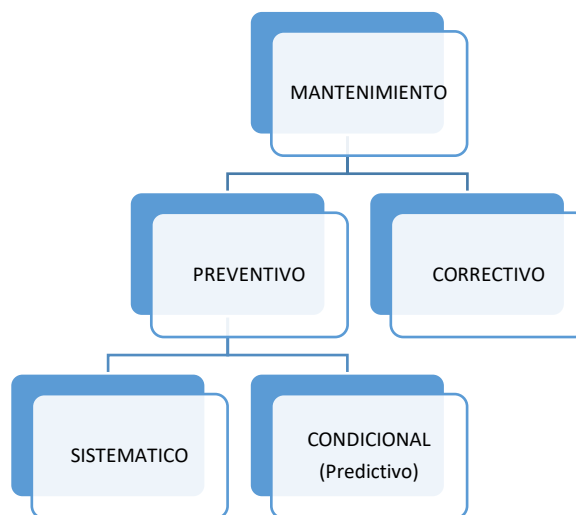 MANTENIMIENTO
PREVENTIVO
CORRECTIVO
SISTEMATICO
CONDICIONAL
(Predictivo)